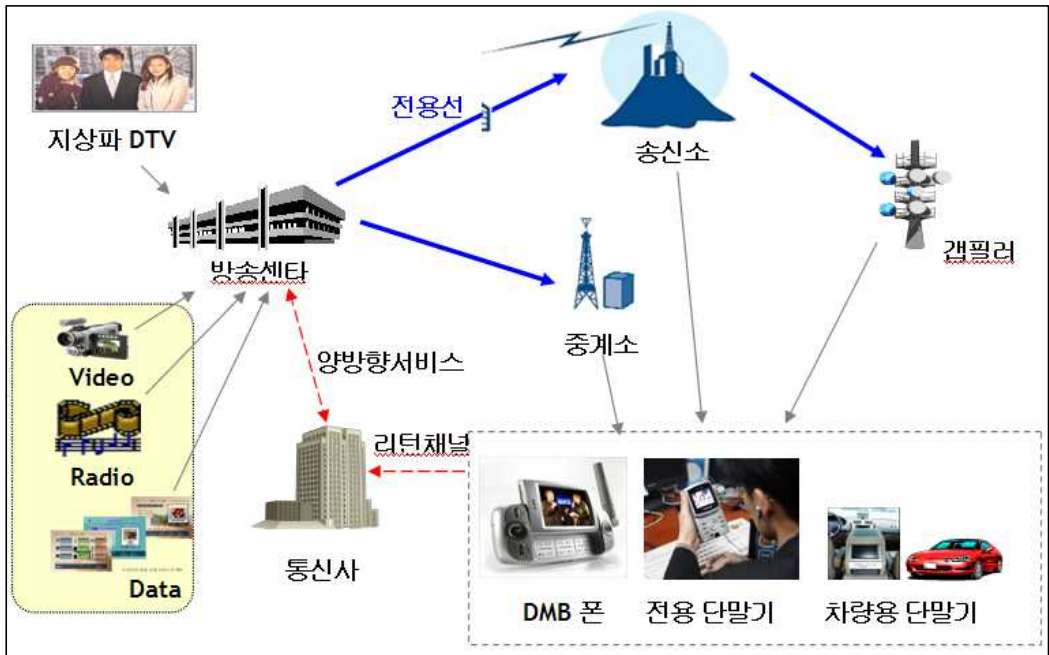 지상파 DTV
전용선
송신소
갭필러
방송센타
중계소
Video
양방향서비스
Radio
리턴채널
Data
통신사
DMB 폰
전용 단말기
차량용 단말기